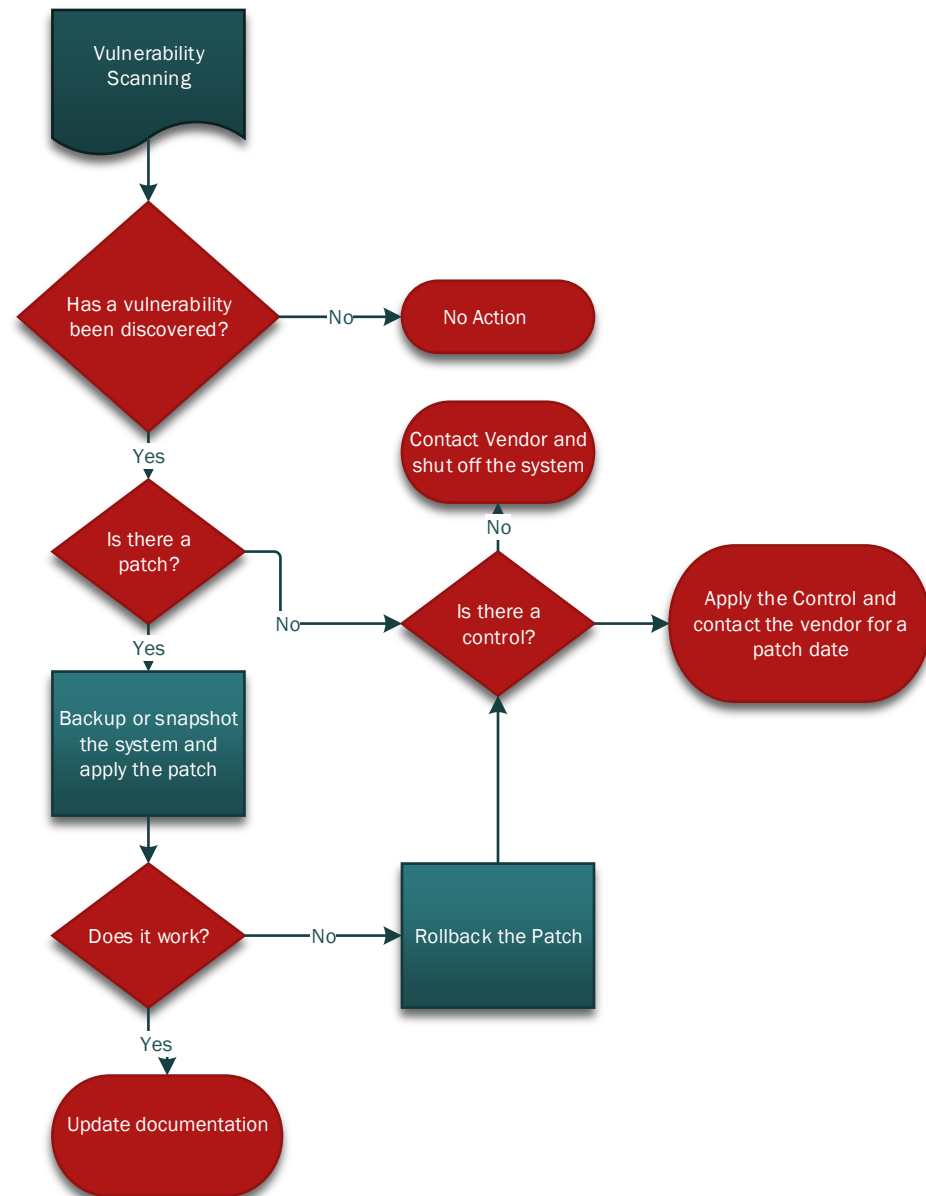 Vulnerability
Scanning
Has a vulnerability
been discovered?
No
No Action
Contact Vendor and
shut off the system
Yes
No
Is there a
patch?
Is there a
control?
Apply the Control and
contact the vendor for a
patch date
No
Yes
Backup or snapshot
the system and
apply the patch
Does it work?
No
Rollback the Patch
Yes
Update documentation